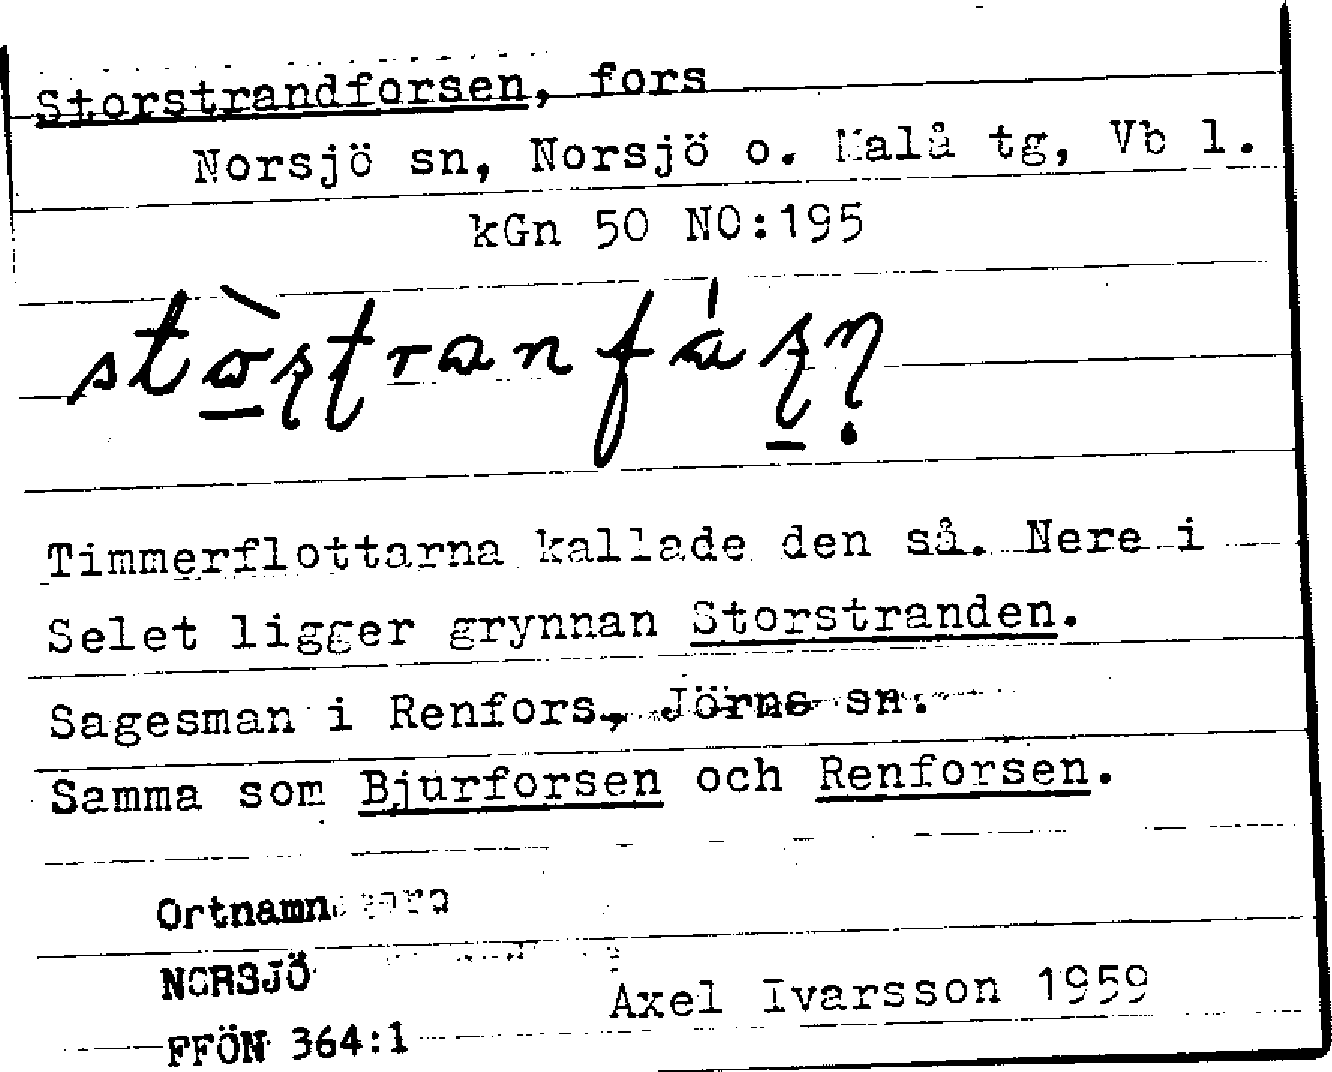 Storstrandforsen, fors
Norsjö sn, Norsjö o. Malå tg, Vb l.
kGn 50 NO:195
Timmerflottarna kallade den så. Nere i
Selet ligger grynnan Storstranden.
Sagesman i Renfors, Jörns sn.
Samma som Bjurforsen och Renforsen.
NORSJÖ
Axel Ivarsson 1959
FFÖN 364:1